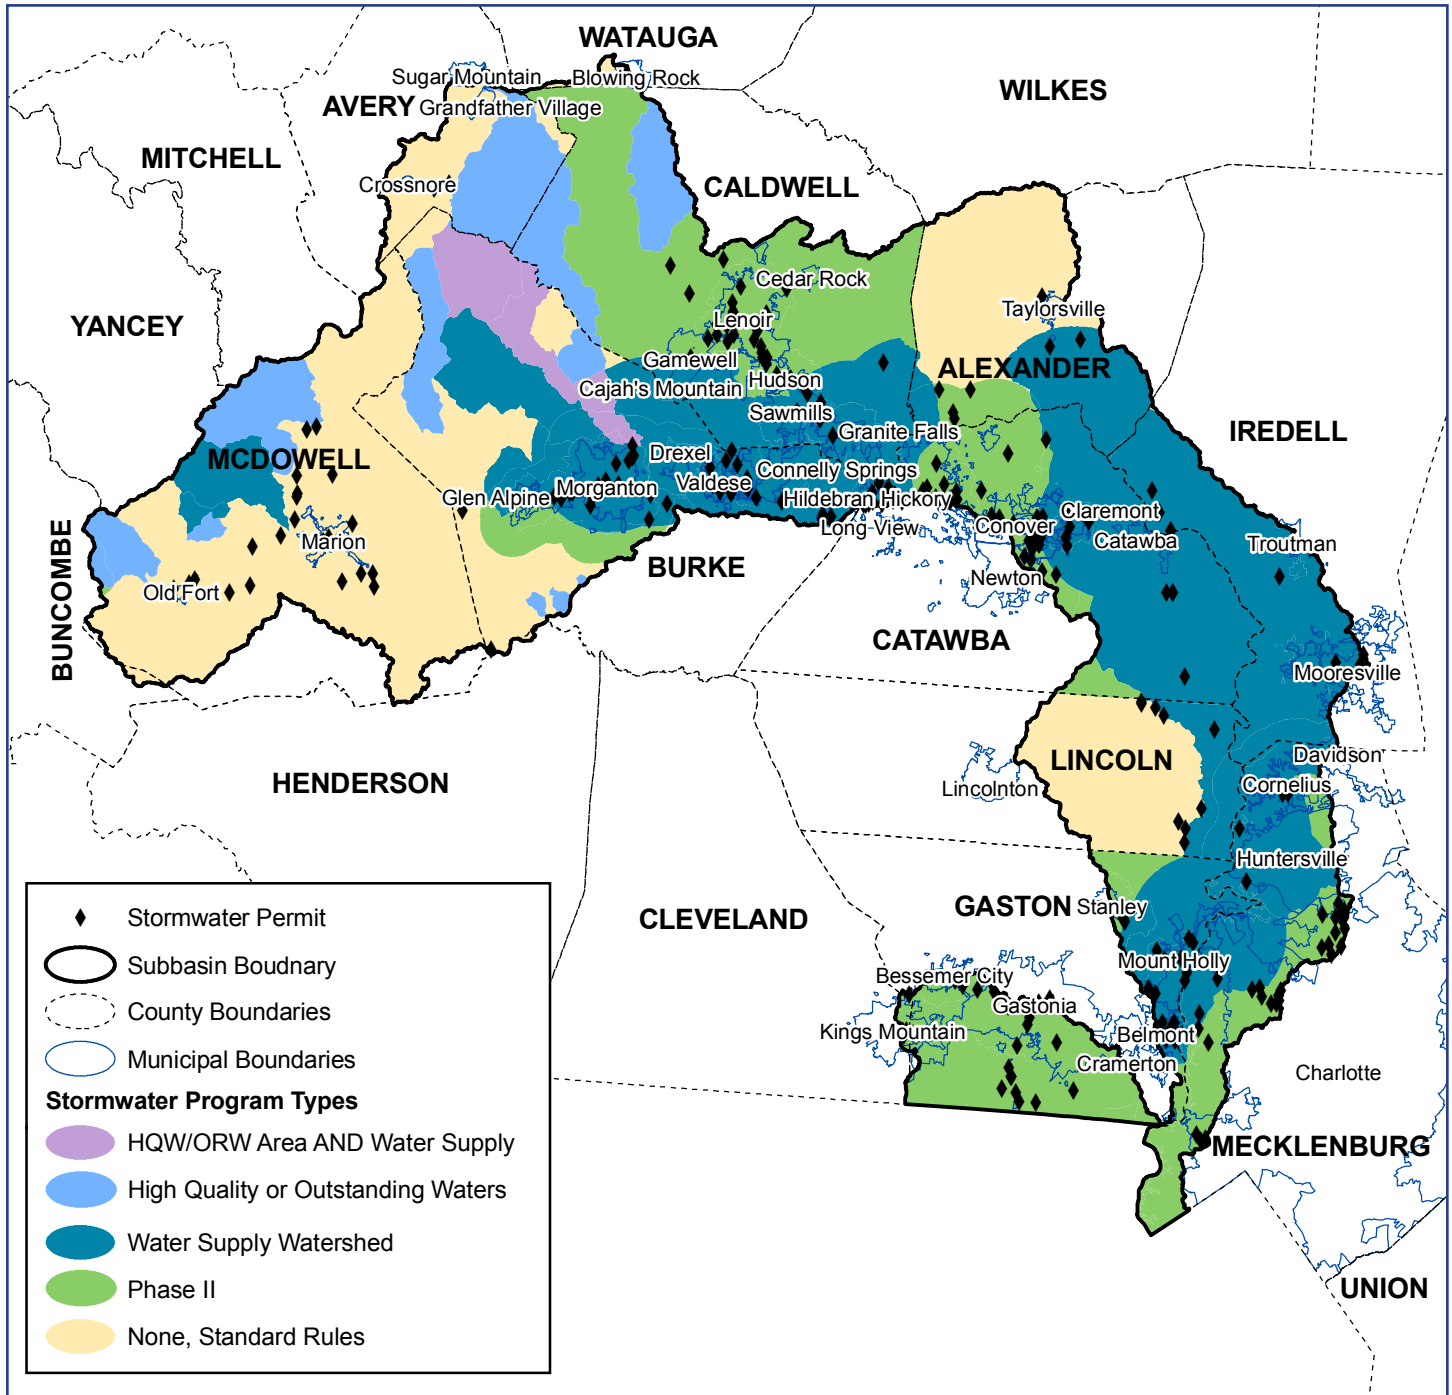 WATAUGA
Sugar Mountain
Blowing Rock
WILKES
AVERY
Grandfather Village
MITCHELL
Crossnore
CALDWELL
Cedar Rock
Taylorsville
YANCEY
Lenoir
Gamewell
ALEXANDER
Hudson
Cajah's Mountain
Sawmills
IREDELL
Granite Falls
MCDOWELL
Drexel
Connelly Springs
Valdese
Glen Alpine
Morganton
Hildebran
Hickory
Claremont
Long View
Conover
Catawba
Marion
Troutman
BUNCOMBE
BURKE
Newton
Old Fort
CATAWBA
Mooresville
LINCOLN
Davidson
HENDERSON
Lincolnton
Cornelius
Huntersville
CLEVELAND
GASTON
Stanley
Mount Holly
Bessemer City
Gastonia
Kings Mountain
Belmont
Cramerton
Charlotte
MECKLENBURG
UNION
Stormwater Permit
Subbasin Boudnary
County Boundaries
Municipal Boundaries
Stormwater Program Types
HQW/ORW Area AND Water Supply
High Quality or Outstanding Waters
Water Supply Watershed
Phase II
None, Standard Rules